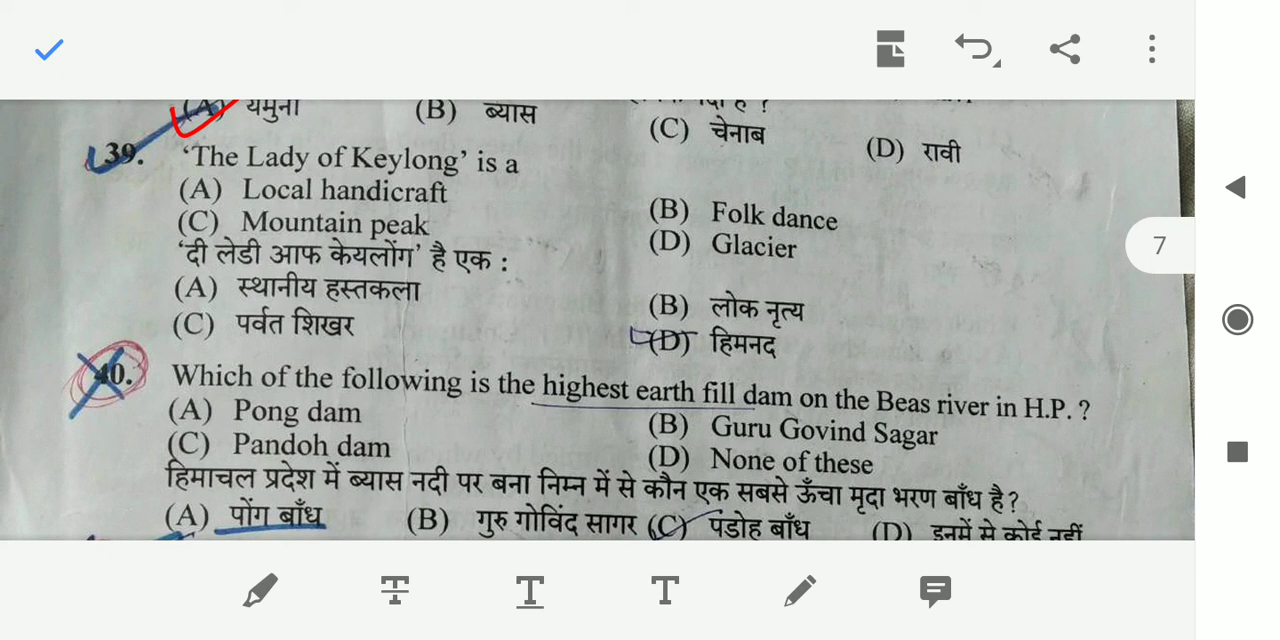 (A) यमुना (B) ब्यास (C) चेनाब (D) रावी
39. 'The Lady of Keylong' is a
(A) Local handicraft (B) Folk dance
(C) Mountain peak (D) Glacier
'दी लेडी आफ केयलोंग' है एक :
(A) स्थानीय हस्तकला (B) लोक नृत्य
(C) पर्वत शिखर (D) हिमनद
40. Which of the following is the highest earth fill dam on the Beas river in H.P. ?
(A) Pong dam (B) Guru Govind Sagar
(C) Pandoh dam (D) None of these
हिमाचल प्रदेश में ब्यास नदी पर बना निम्न में से कौन एक सबसे ऊँचा मृदा भरण बाँध है?
(A) पोंग बाँध (B) गुरु गोविंद सागर (C) पंडोह बाँध (D) इनमें से कोई नहीं
7